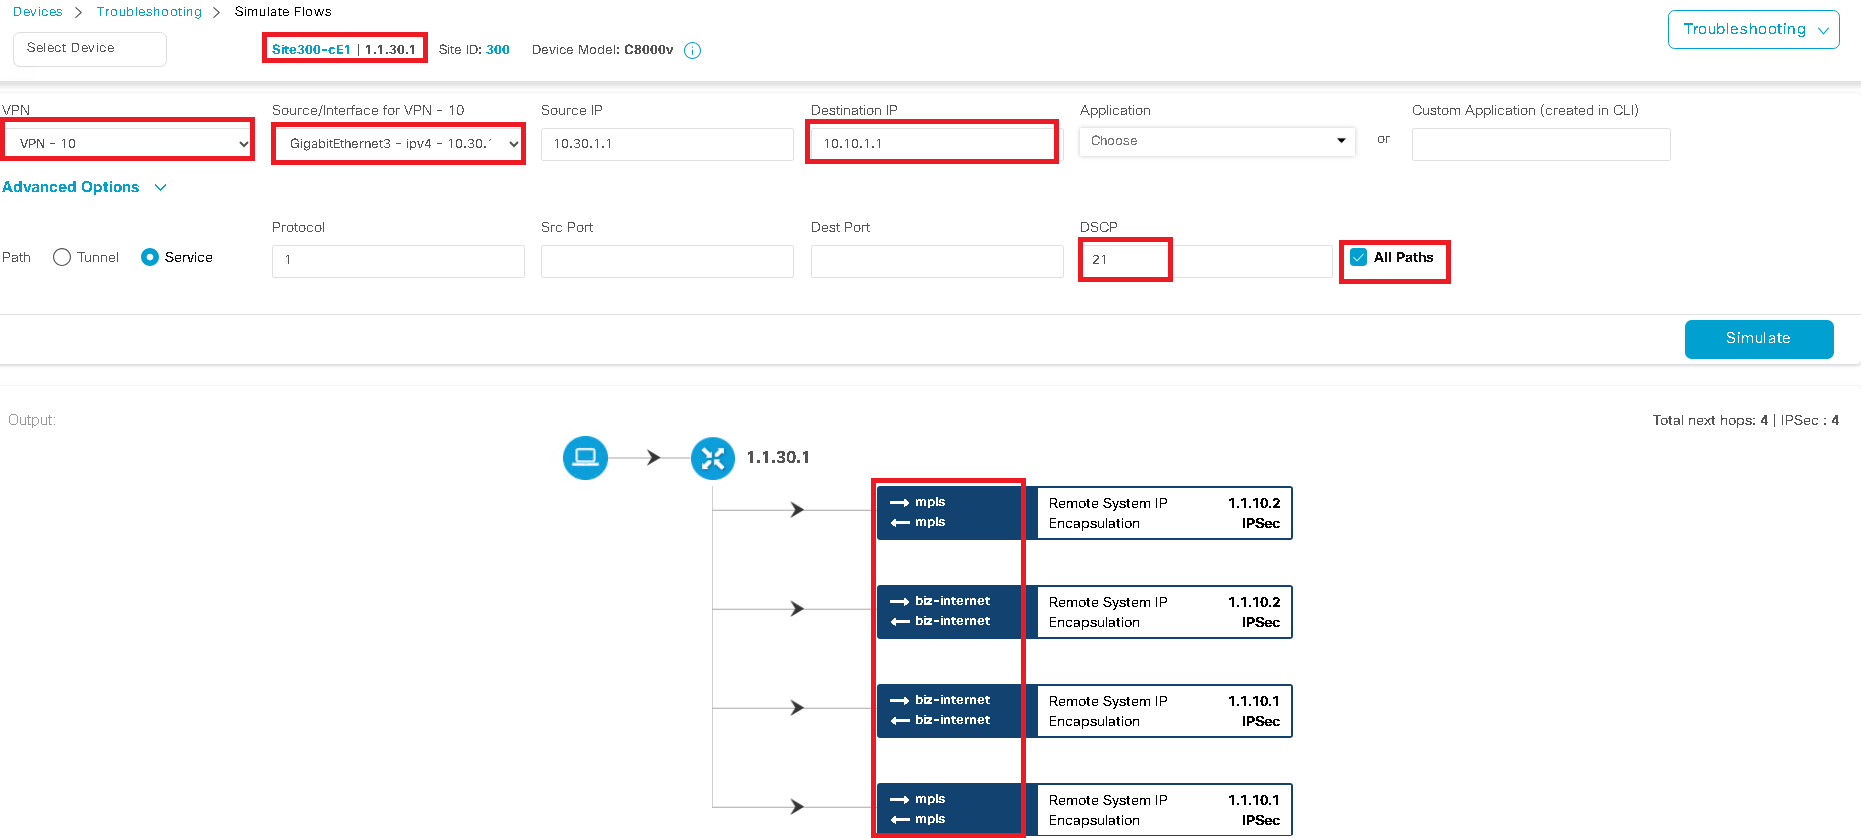 Devices > Troubleshooting > Simulate Flows
Select Device
Site300-cE1 | 1.1.30.1 Site ID: 300 Device Model: C8000v
Troubleshooting
VPN
Source/Interface for VPN - 10
Source IP
Destination IP
Application
Custom Application (created in CLI)
VPN - 10
GigabitEthernet3 - ipv4 - 10.30.
10.30.1.1
10.10.1.1
Choose
or
Advanced Options
Protocol
Src Port
Dest Port
DSCP
Path Tunnel Service
1
21
All Paths
Simulate
Output:
Total next hops: 4 | IPSec : 4
1.1.30.1
mpls
mpls
Remote System IP 1.1.10.2
Encapsulation IPSec
biz-internet
biz-internet
Remote System IP 1.1.10.2
Encapsulation IPSec
biz-internet
biz-internet
Remote System IP 1.1.10.1
Encapsulation IPSec
mpls
mpls
Remote System IP 1.1.10.1
Encapsulation IPSec